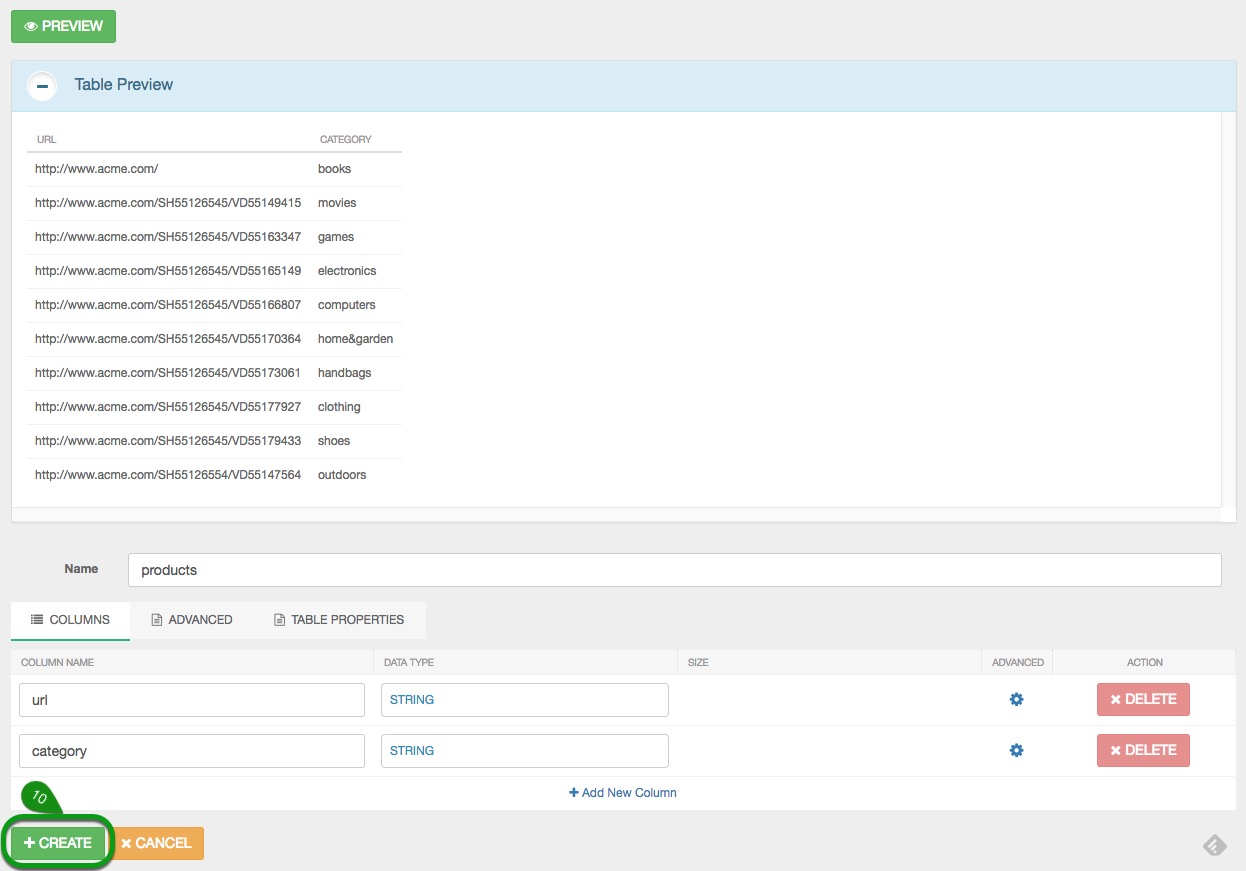 PREVIEW
Table Preview
URL CATEGORY
http://www.acme.com/ books
http://www.acme.com/SH55126545/VD55149415 movies
http://www.acme.com/SH55126545/VD55163347 games
http://www.acme.com/SH55126545/VD55165149 electronics
http://www.acme.com/SH55126545/VD55166807 computers
http://www.acme.com/SH55126545/VD55170364 home&garden
http://www.acme.com/SH55126545/VD55173061 handbags
http://www.acme.com/SH55126545/VD55177927 clothing
http://www.acme.com/SH55126545/VD55179433 shoes
http://www.acme.com/SH55126554/VD55147564 outdoors
Name products
COLUMNS ADVANCED TABLE PROPERTIES
COLUMN NAME DATA TYPE SIZE ADVANCED ACTION
url STRING DELETE
category STRING DELETE
+ Add New Column
10
+ CREATE × CANCEL